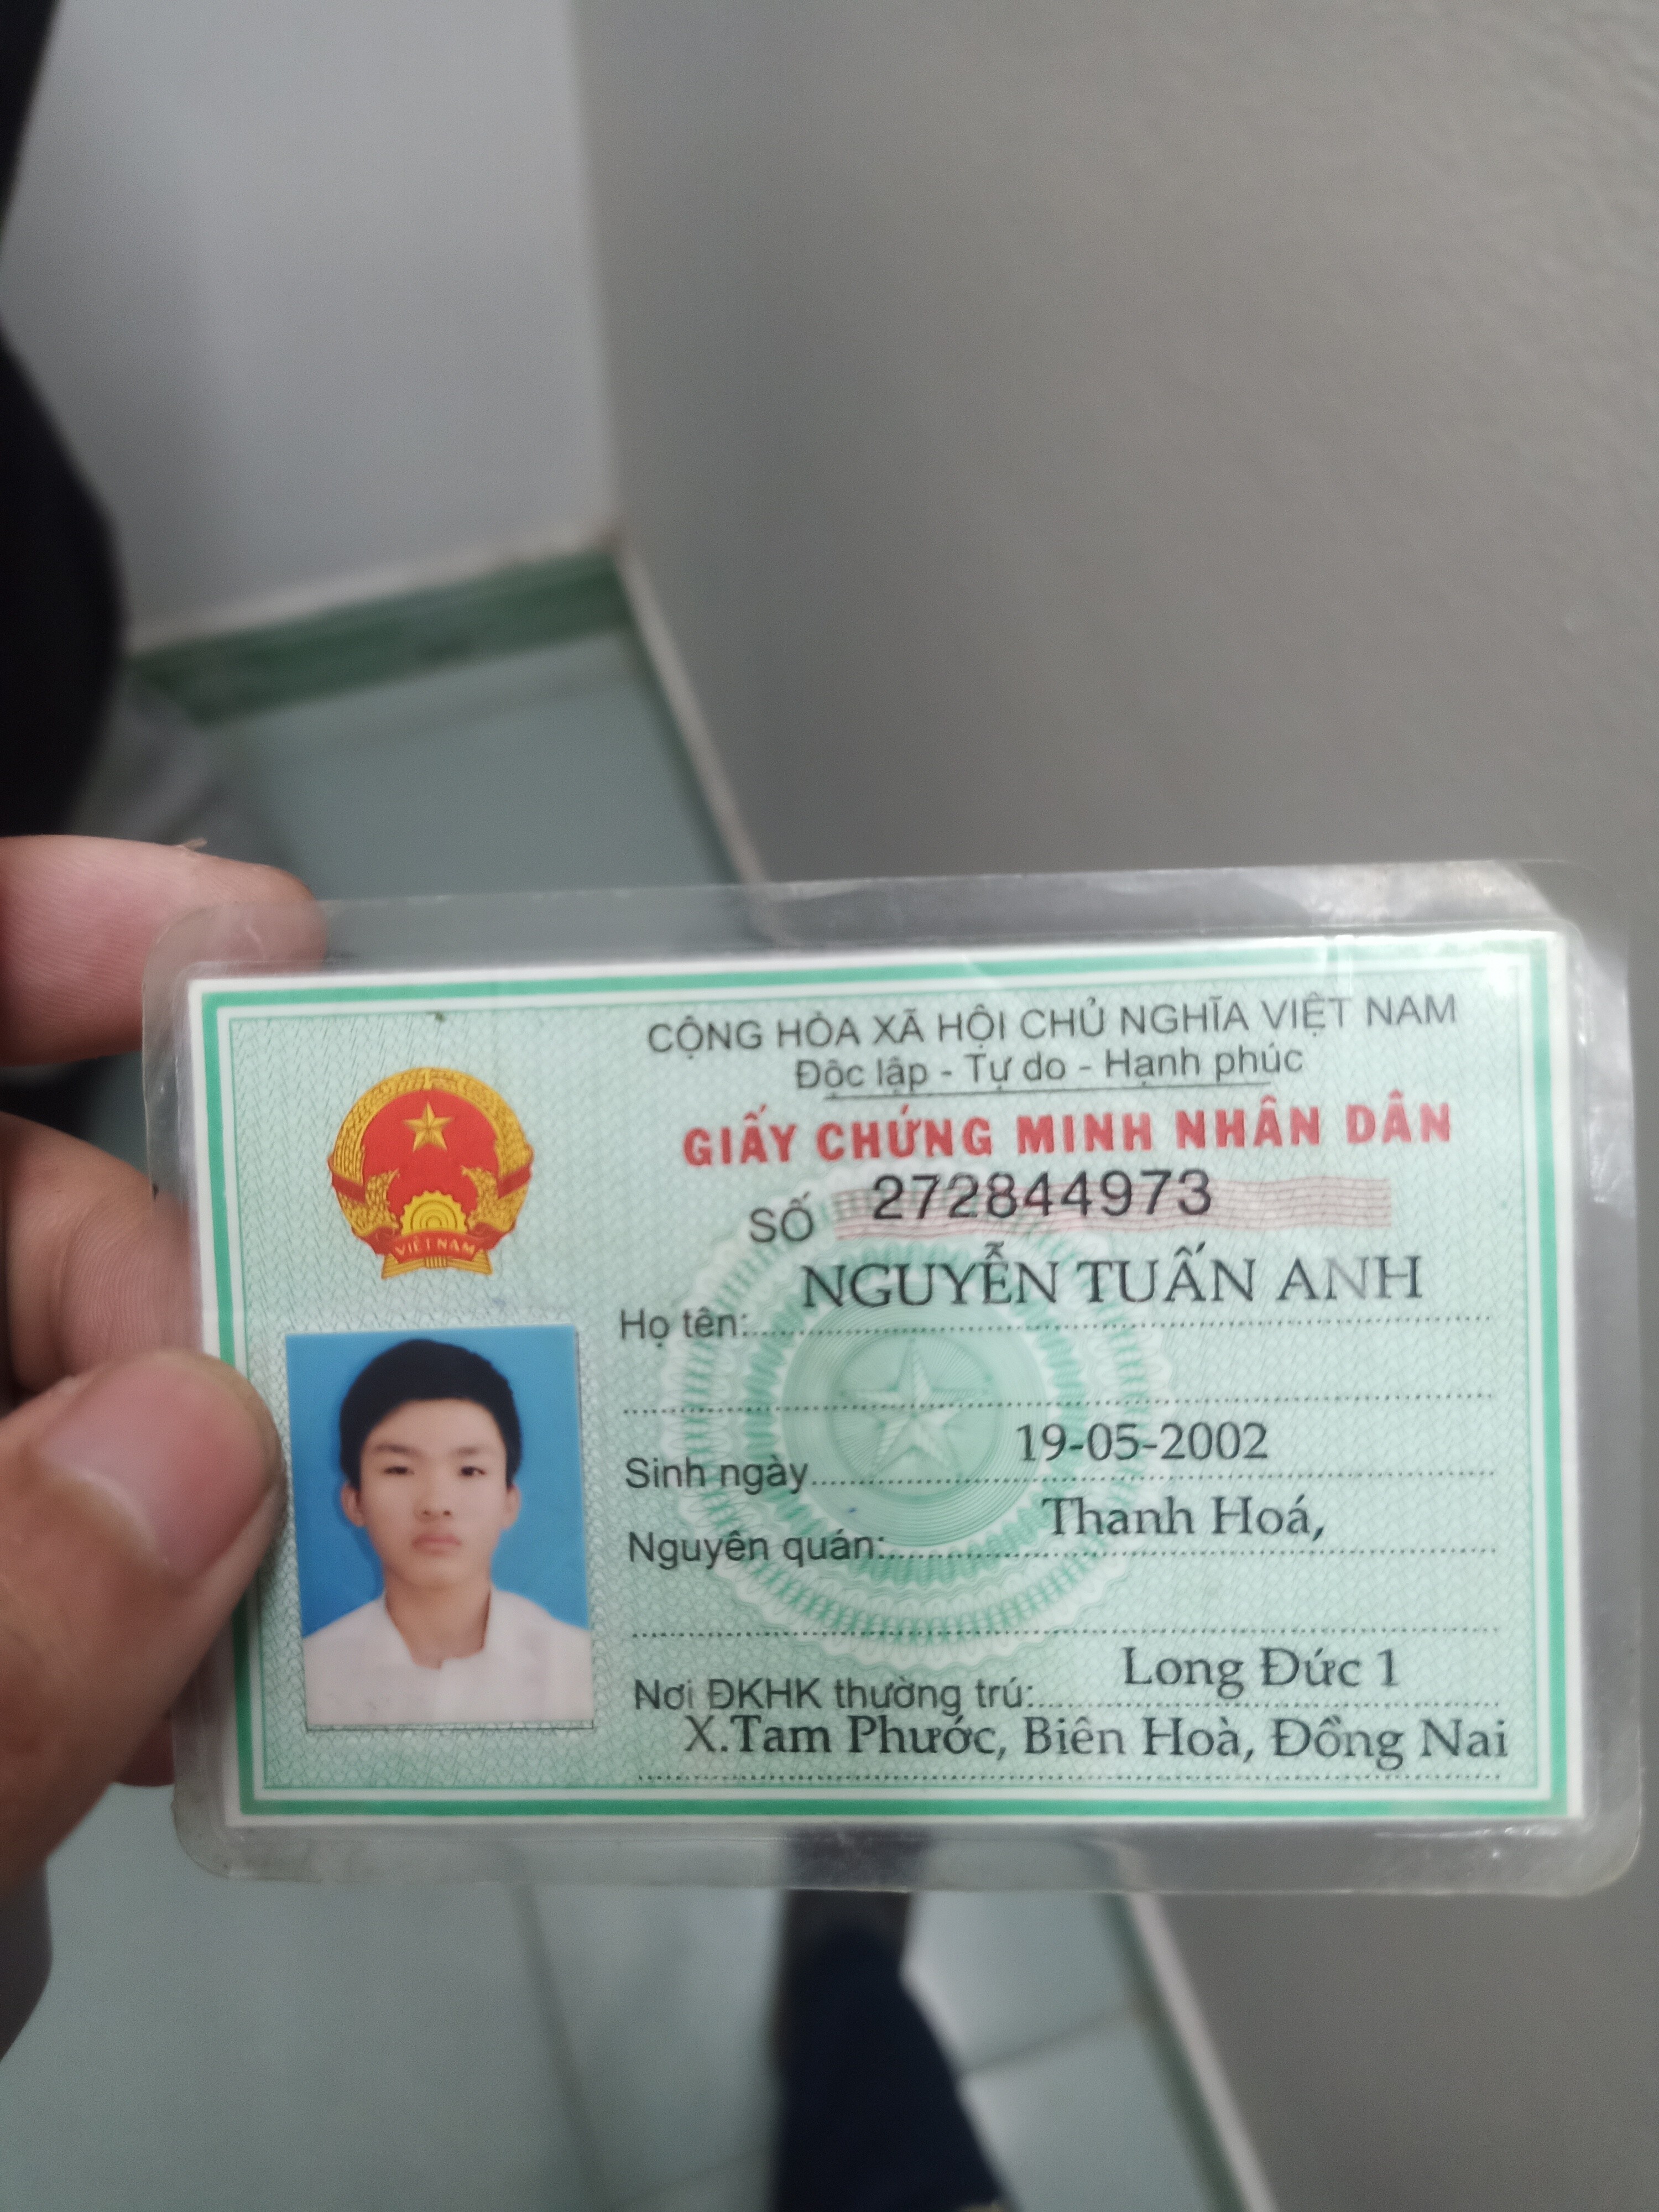 CỘNG HÒA XÃ HỘI CHỦ NGHĨA VIỆT NAM
Độc lập - Tự do - Hạnh phúc
GIẤY CHỨNG MINH NHÂN DÂN
SỐ 272844973
Họ tên: NGUYỄN TUẤN ANH
Sinh ngày 19-05-2002
Nguyên quán: Thanh Hoá,
Nơi ĐKHK thường trú: Long Đức 1
X.Tam Phước, Biên Hoà, Đồng Nai
VIỆT NAM